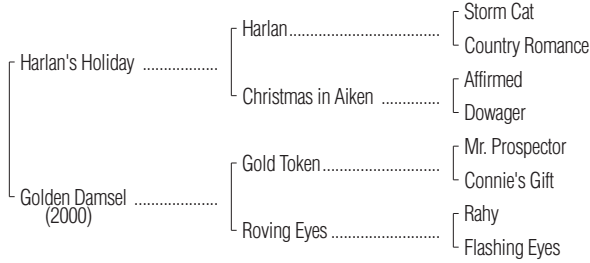 Storm Cat
Harlan
Country Romance
Harlan's Holiday
Affirmed
Christmas in Aiken
Dowager
Mr. Prospector
Gold Token
Connie's Gift
Golden Damsel
(2000)
Rahy
Roving Eyes
Flashing Eyes